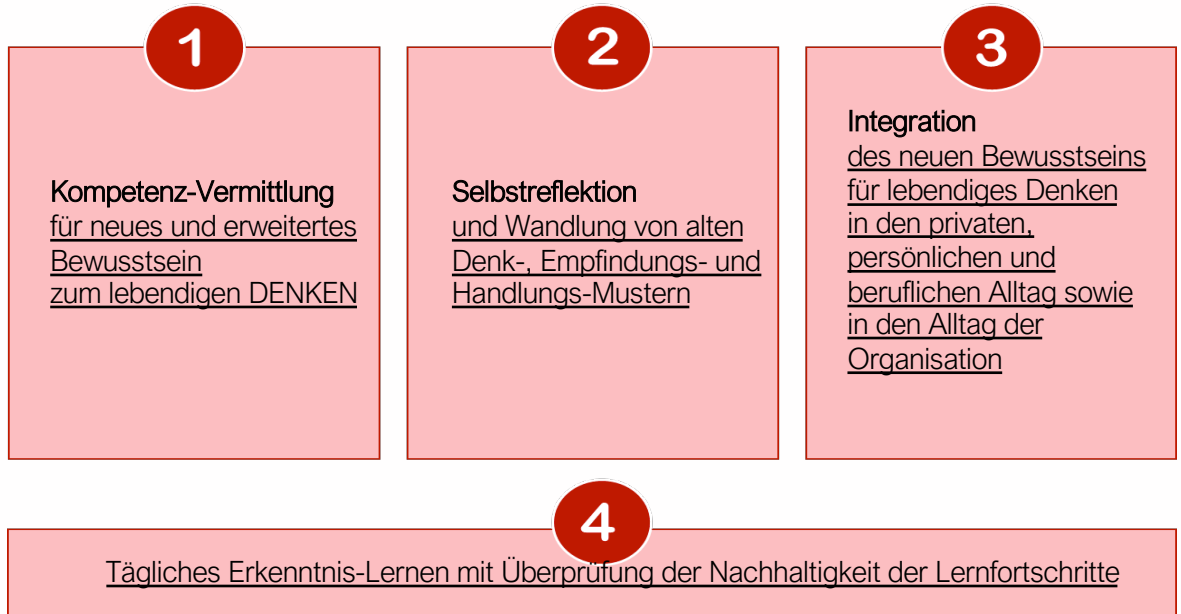 1
Kompetenz-Vermittlung
für neues und erweitertes
Bewusstsein
zum lebendigen DENKEN
2
Selbstreflektion
und Wandlung von alten
Denk-, Empfindungs- und
Handlungs-Mustern
3
Integration
des neuen Bewusstseins
für lebendiges Denken
in den privaten,
persönlichen und
beruflichen Alltag sowie
in den Alltag der
Organisation
4
Tägliches Erkenntnis-Lernen mit Überprüfung der Nachhaltigkeit der Lernfortschritte